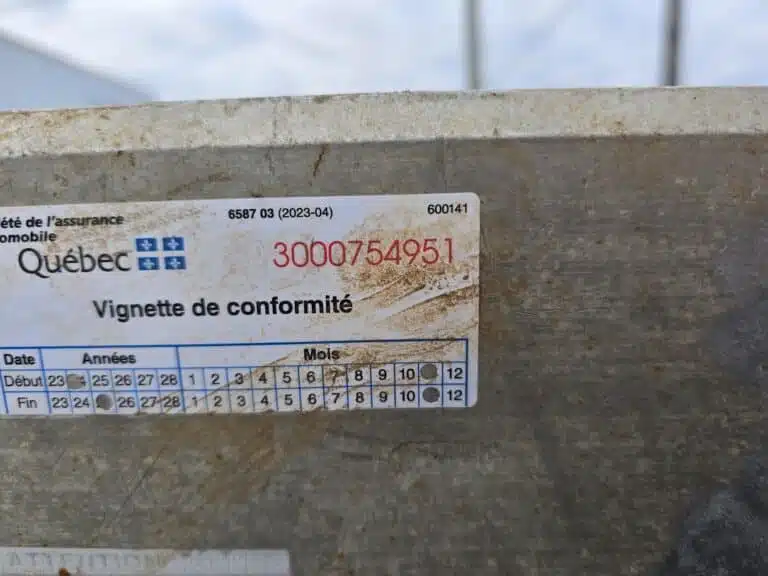 6587 03 (2023-04) 600141
été de l'assurance
omobile
Québec
3000754951
Vignette de conformité
Date Années Mois
Début 23 25 26 27 28 1 2 3 4 5 6 7 8 9 10 12
Fin 23 24 26 27 28 1 2 3 4 5 6 7 8 9 10 12
ATTENTION